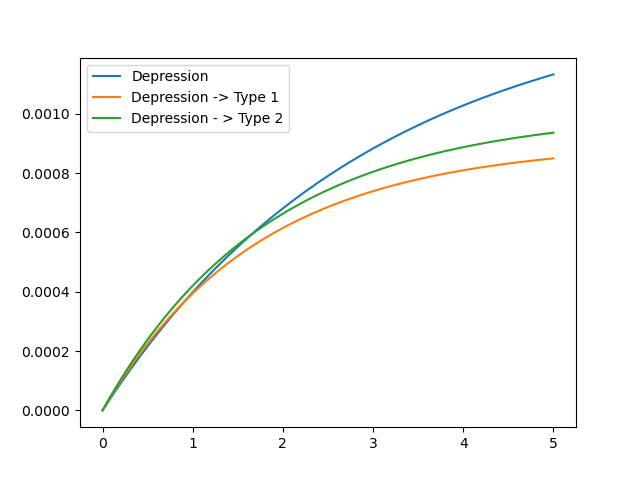 Depression
Depression -> Type 1
Depression - > Type 2
0.0010
0.0008
0.0006
0.0004
0.0002
0.0000
0 1 2 3 4 5